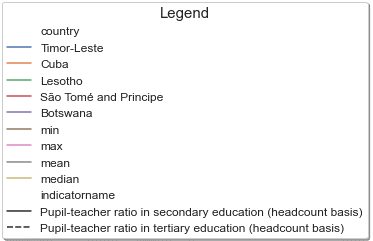 Legend
country
Timor-Leste
Cuba
Lesotho
São Tomé and Principe
Botswana
min
max
mean
median
indicatorname
Pupil-teacher ratio in secondary education (headcount basis)
Pupil-teacher ratio in tertiary education (headcount basis)